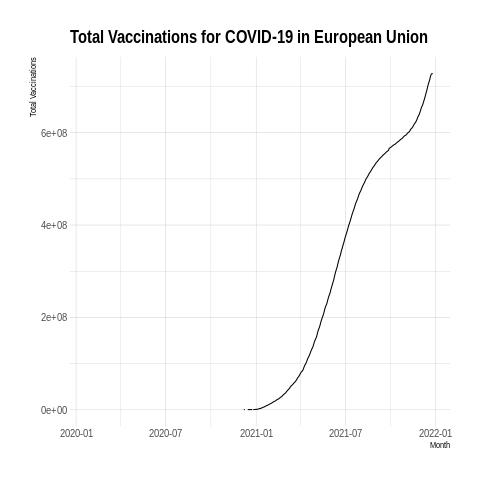 Total Vaccinations for COVID-19 in European Union
Total Vaccinations
6e+08
4e+08
2e+08
0e+00
2020-01 2020-07 2021-01 2021-07 2022-01
Month